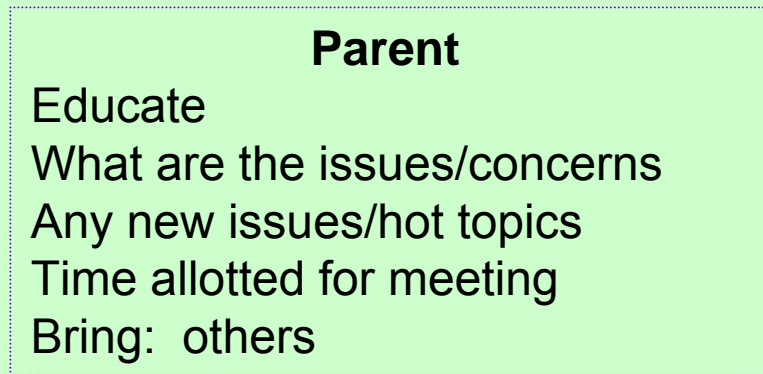 Parent
Educate
What are the issues/concerns
Any new issues/hot topics
Time allotted for meeting
Bring:  others